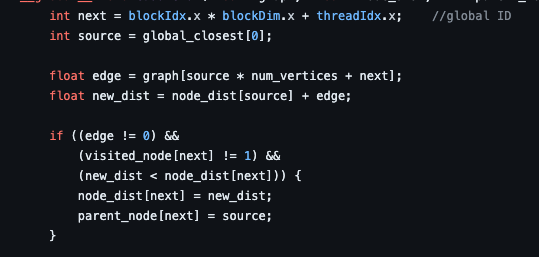 int next = blockIdx.x * blockDim.x + threadIdx.x;    //global ID
int source = global_closest[0];
float edge = graph[source * num_vertices + next];
float new_dist = node_dist[source] + edge;
if ((edge != 0) &&
(visited_node[next] != 1) &&
(new_dist < node_dist[next])) {
node_dist[next] = new_dist;
parent_node[next] = source;
}